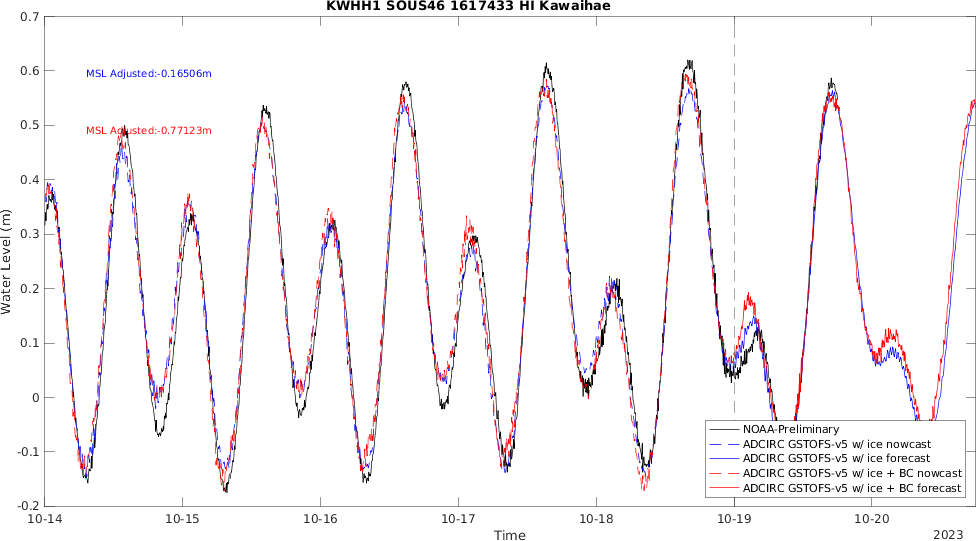 KWHH1 SOUS46 1617433 HI Kawaihae
0.7
0.6
0.5
0.4
0.3
0.2
0.1
0
-0.1
-0.2
Water Level (m)
MSL Adjusted:-0.16506m
MSL Adjusted:-0.77123m
NOAA-Preliminary
ADCIRC GSTOFS-v5 w/ ice nowcast
ADCIRC GSTOFS-v5 w/ ice forecast
ADCIRC GSTOFS-v5 w/ ice + BC nowcast
ADCIRC GSTOFS-v5 w/ ice + BC forecast
10-14 10-15 10-16 10-17 10-18 10-19 10-20
Time
2023